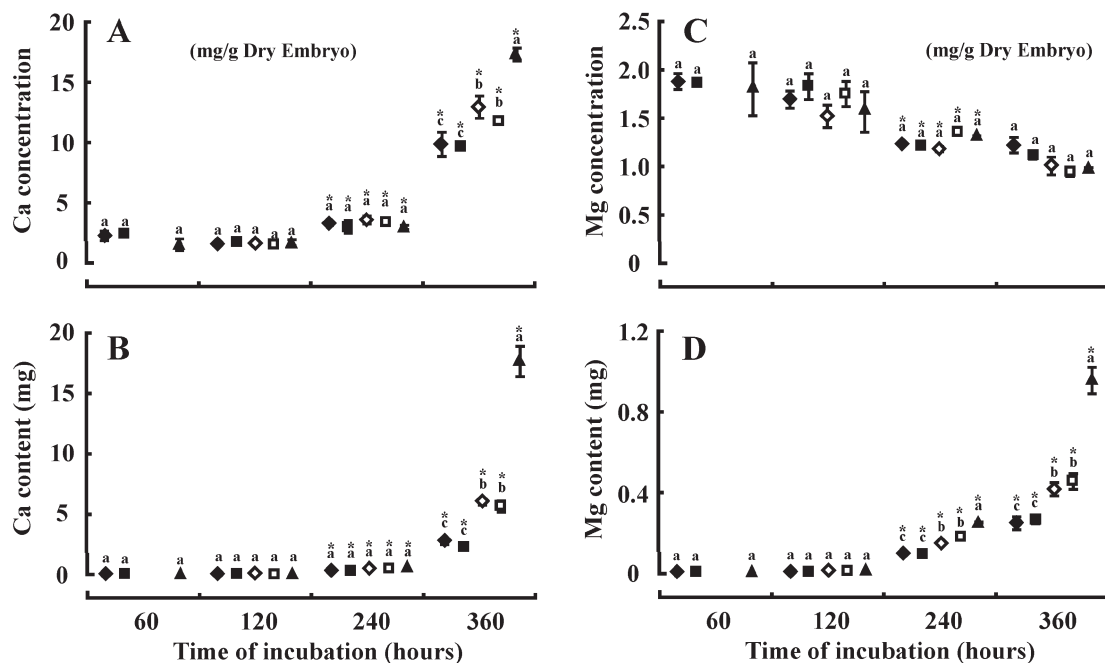 A
(mg/g Dry Embryo)
Ca concentration
20
15
10
5
0
a a a a a a a a
* * * * *
a a a a a
* * * * *
c c b b a
C
(mg/g Dry Embryo)
Mg concentration
2.5
2.0
1.5
1.0
0.5
0
a a a a a a a a
* * * * *
a a a a a
a a a a a
B
Ca content (mg)
20
15
10
5
0
a a a a a a a a
* * * * *
a a a a a
* * * * *
c c b b a
60 120 240 360
Time of incubation (hours)
D
Mg content (mg)
1.2
0.8
0.4
0
a a a a a a a a
* * * * *
c c b b a
* * * * *
c c b b a
60 120 240 360
Time of incubation (hours)